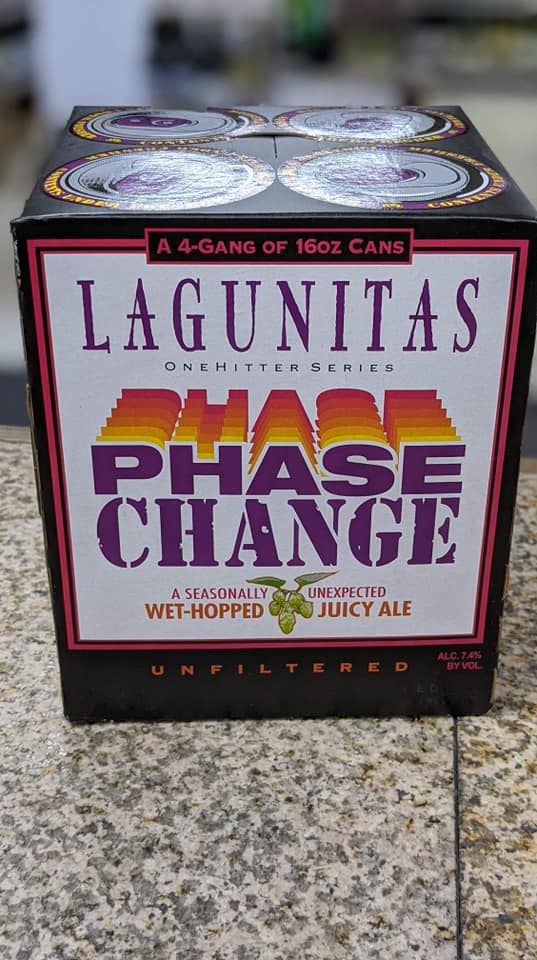 A 4-GANG OF 16OZ CANS
LAGUNITAS
ONEHITTER SERIES
PHASE
CHANGE
A SEASONALLY UNEXPECTED
WET-HOPPED JUICY ALE
UNFILTERED
ALC. 7.4%
BY VOL.